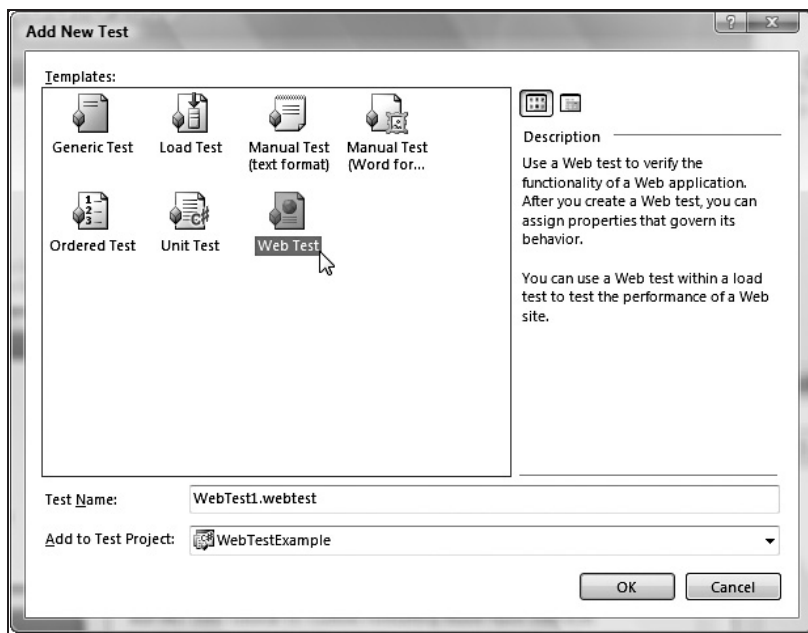 Add New Test
Templates:
Generic Test
Load Test
Manual Test
(text format)
Manual Test
(Word for...
1
2
3
Ordered Test
Unit Test
Web Test
Description
Use a Web test to verify the
functionality of a Web application.
After you create a Web test, you can
assign properties that govern its
behavior.
You can use a Web test within a load
test to test the performance of a Web
site.
Test Name:
WebTest1.webtest
Add to Test Project:
WebTestExample
OK
Cancel